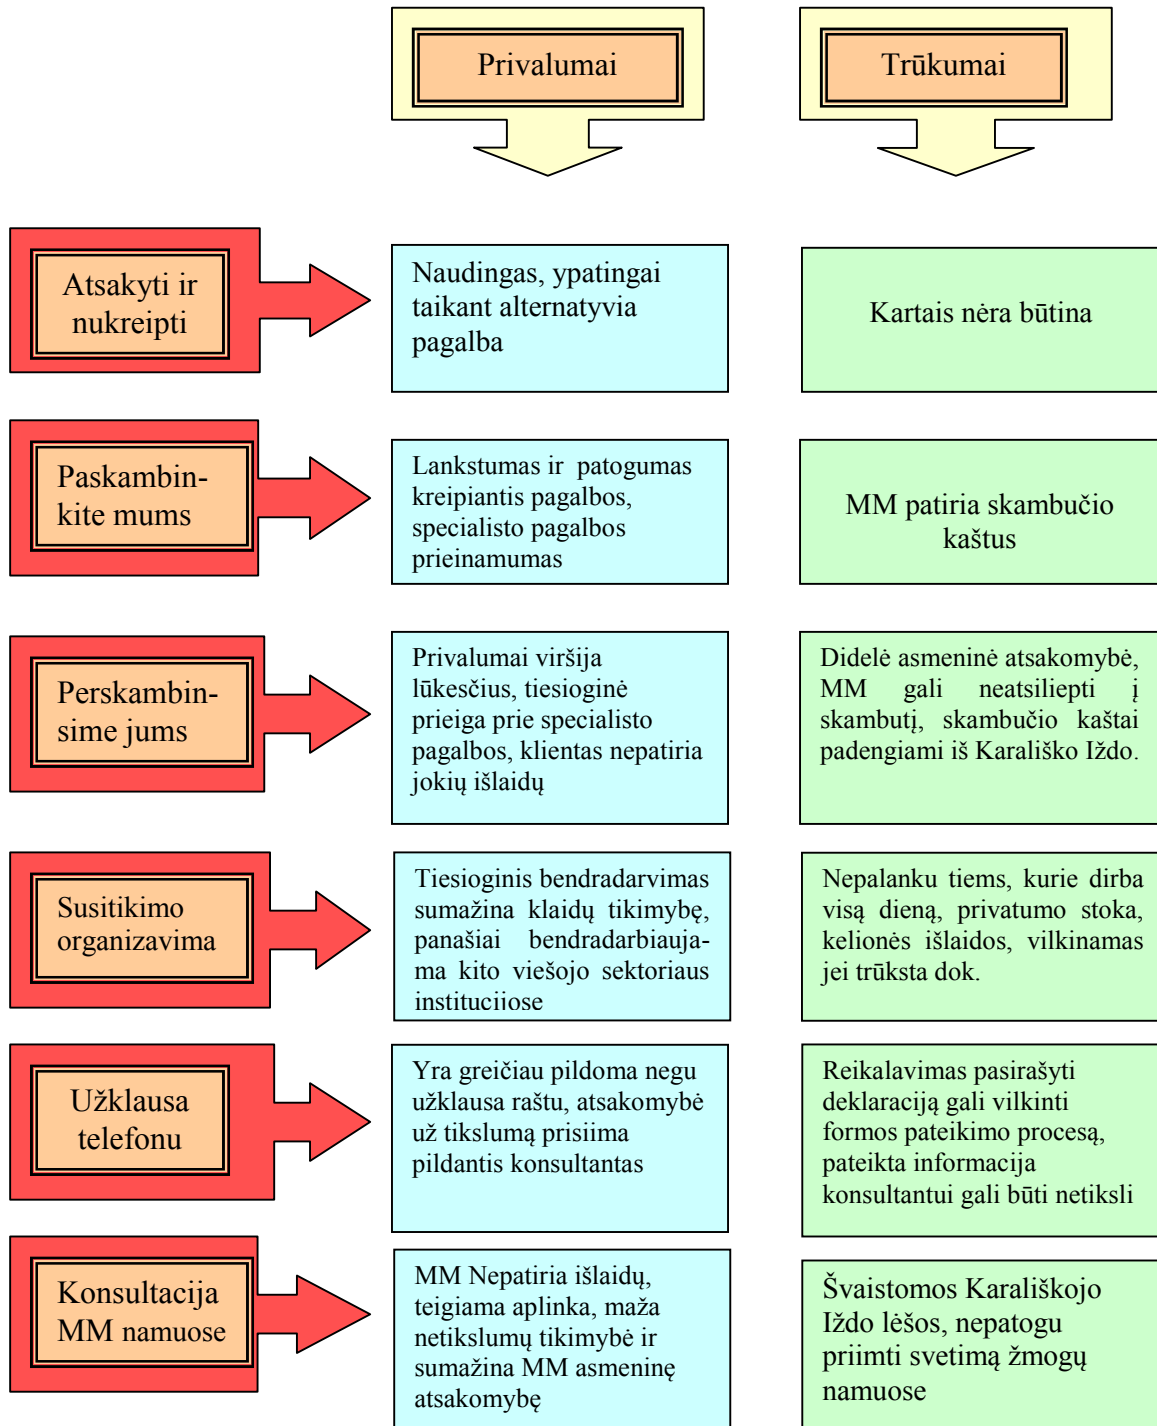 Privalumai
Trūkumai
Atsakyti ir
nukreipti
Naudingas, ypatingai
taikant alternatyvia
pagalba
Kartais nėra būtina
Paskambin-
kite mums
Lankstumas ir patogumas
kreipiantis pagalbos,
specialisto pagalbos
prieinamumas
MM patiria skambučio
kaštus
Perskambin-
sime jums
Privalumai viršija
lūkesčius, tiesioginė
prieiga prie specialisto
pagalbos, klientas nepatiria
jokių išlaidų
Didelė asmeninė atsakomybė,
MM gali neatsiliepti į
skambutį, skambučio kaštai
padengiami iš Karališko Iždo.
Susitikimo
organizavima
Tiesioginis bendradarvimas
sumažina klaidų tikimybę,
panašiai bendradarbiauja-
ma kito viešojo sektoriaus
institucijose
Nepalanku tiems, kurie dirba
visą dieną, privatumo stoka,
kelionės išlaidos, vilkinamas
jei trūksta dok.
Užklausa
telefonu
Yra greičiau pildoma negu
užklausa raštu, atsakomybė
už tikslumą prisiima
pildantis konsultantas
Reikalavimas pasirašyti
deklaraciją gali vilkinti
formos pateikimo procesą,
pateikta informacija
konsultantui gali būti netiksli
Konsultacija
MM namuose
MM Nepatiria išlaidų,
teigiama aplinka, maža
netikslumų tikimybė ir
sumažina MM asmeninę
atsakomybę
Švaistomos Karališkojo
Iždo lėšos, nepatogu
priimti svetimą žmogų
namuose